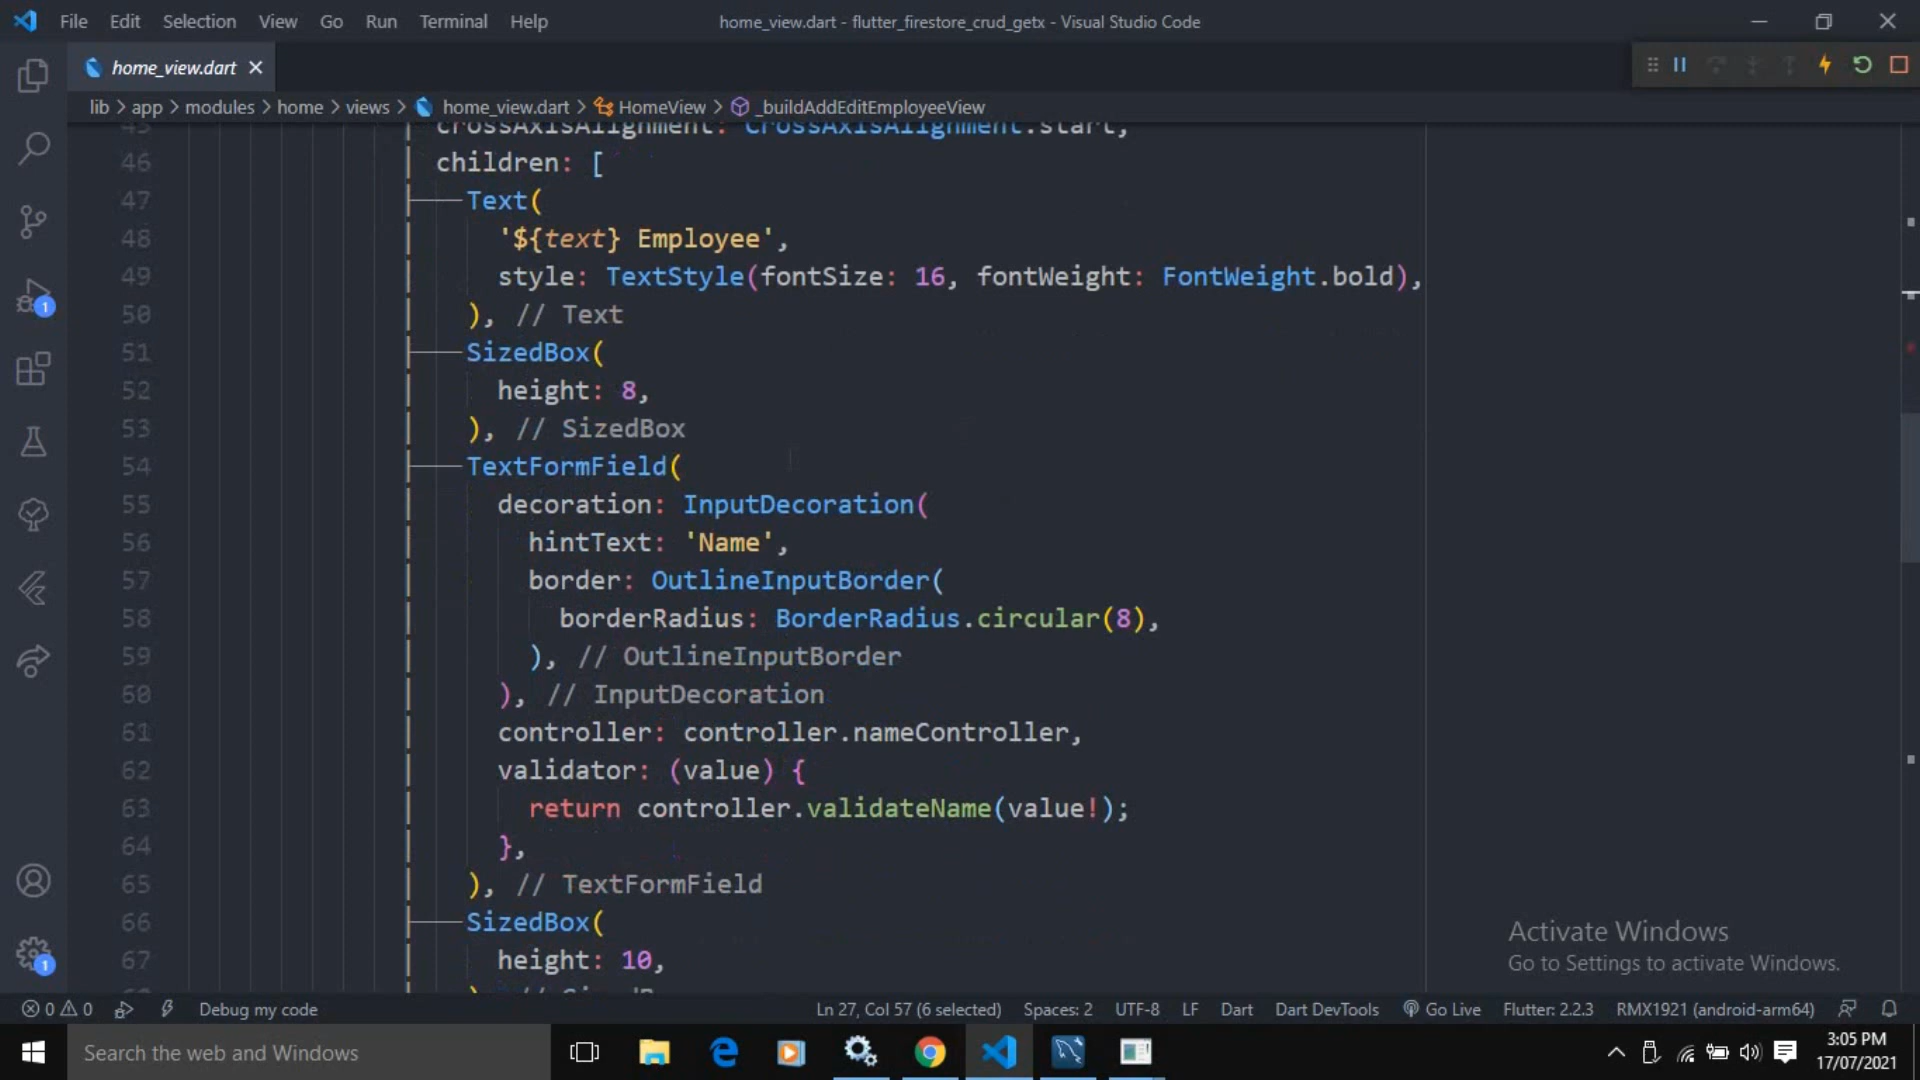 File Edit Selection View Go Run Terminal Help
home_view.dart - flutter_firestore_crud_getx - Visual Studio Code
home_view.dart
lib > app > modules > home > views > home_view.dart > HomeView > _buildAddEditEmployeeView
45 crossAxisAlignment: CrossAxisAlignment.start,
46 children: [
47 Text(
48 '${text} Employee',
49 style: TextStyle(fontSize: 16, fontWeight: FontWeight.bold),
50 ), // Text
51 SizedBox(
52 height: 8,
53 ), // SizedBox
54 TextFormField(
55 decoration: InputDecoration(
56 hintText: 'Name',
57 border: OutlineInputBorder(
58 borderRadius: BorderRadius.circular(8),
59 ), // OutlineInputBorder
60 ), // InputDecoration
61 controller: controller.nameController,
62 validator: (value) {
63 return controller.validateName(value!);
64 },
65 ), // TextFormField
66 SizedBox(
67 height: 10,
1
1
Activate Windows
Go to Settings to activate Windows.
0 0 Debug my code Ln 27, Col 57 (6 selected) Spaces: 2 UTF-8 LF Dart Dart DevTools Go Live Flutter: 2.2.3 RMX1921 (android-arm64)
Search the web and Windows
3:05 PM
17/07/2021